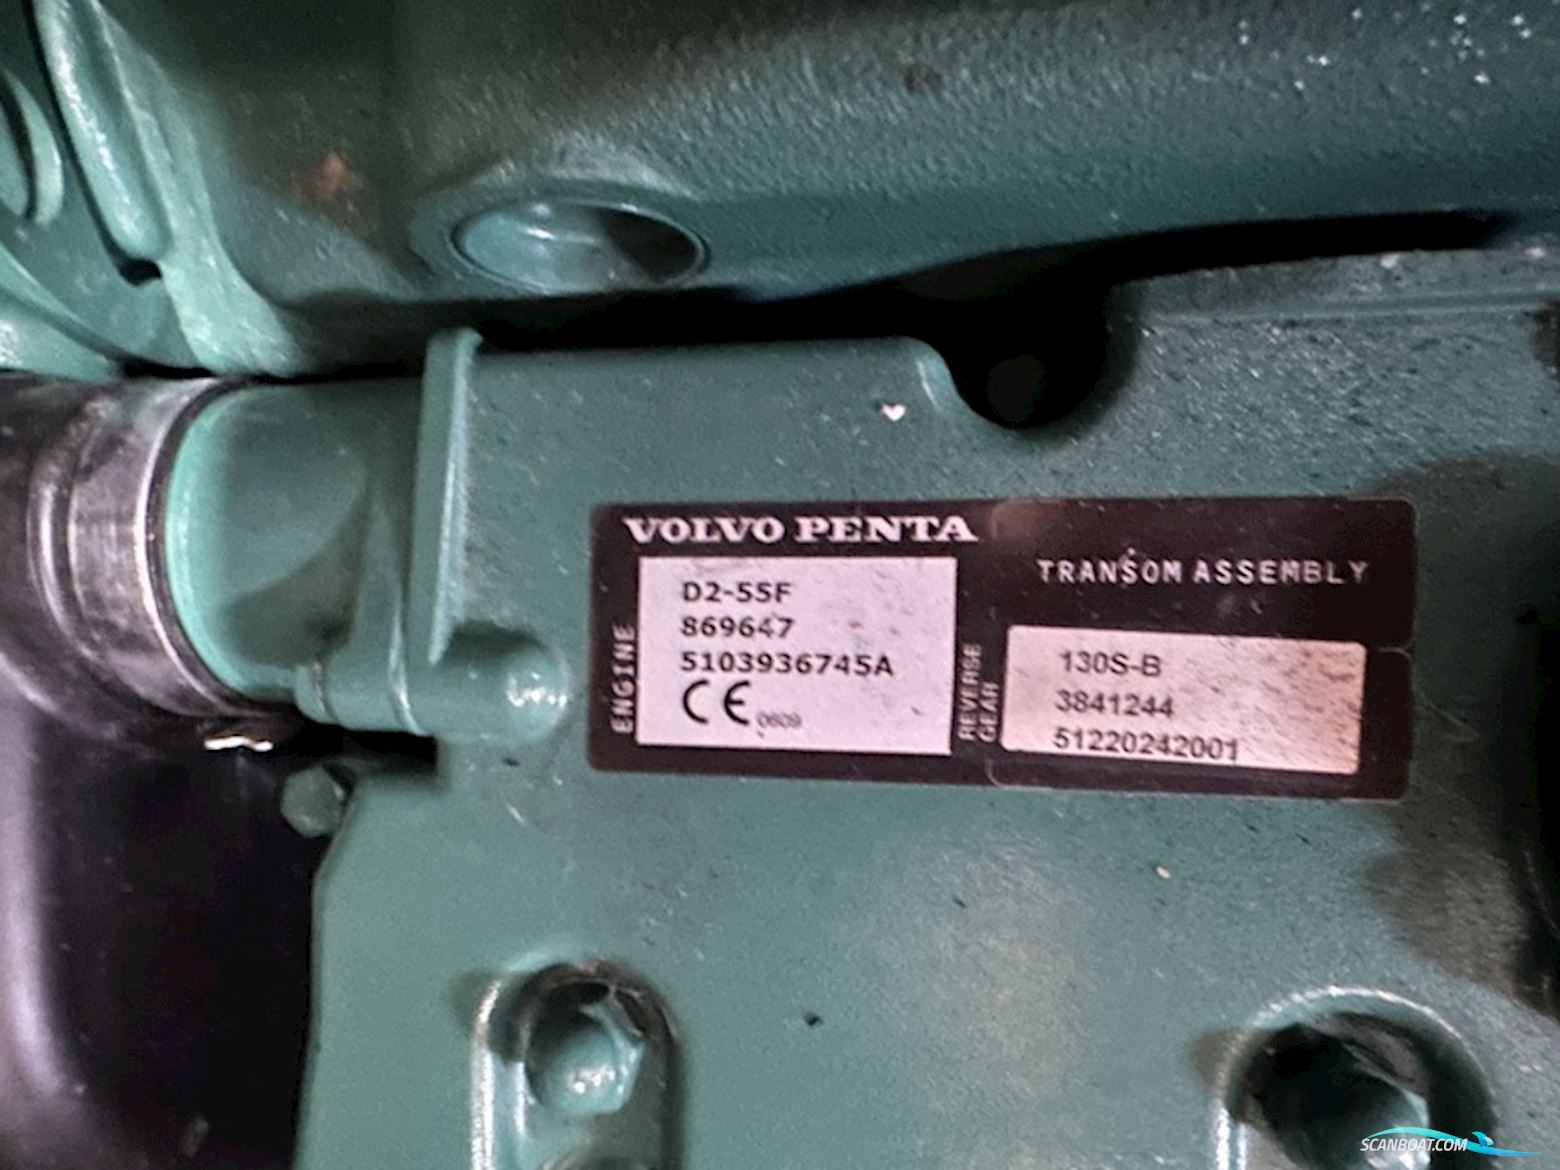 VOLVO PENTA
ENGINE
D2-55F
869647
5103936745A
CE 0609
TRANSOM ASSEMBLY
REVERSE
GEAR
130S-B
3841244
51220242001
SCANBOAT.COM